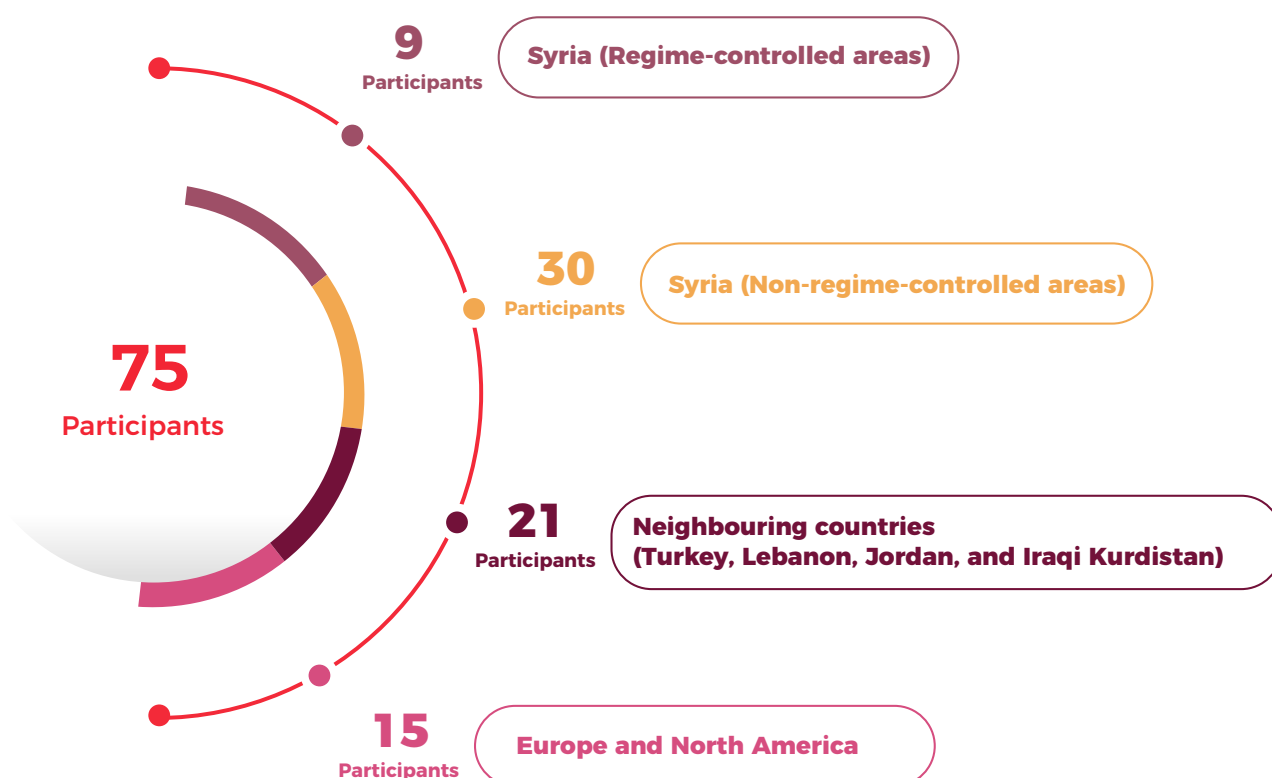 9
Participants
Syria (Regime-controlled areas)
30
Participants
Syria (Non-regime-controlled areas)
75
Participants
21
Participants
Neighbouring countries
(Turkey, Lebanon, Jordan, and Iraqi Kurdistan)
15
Participants
Europe and North America